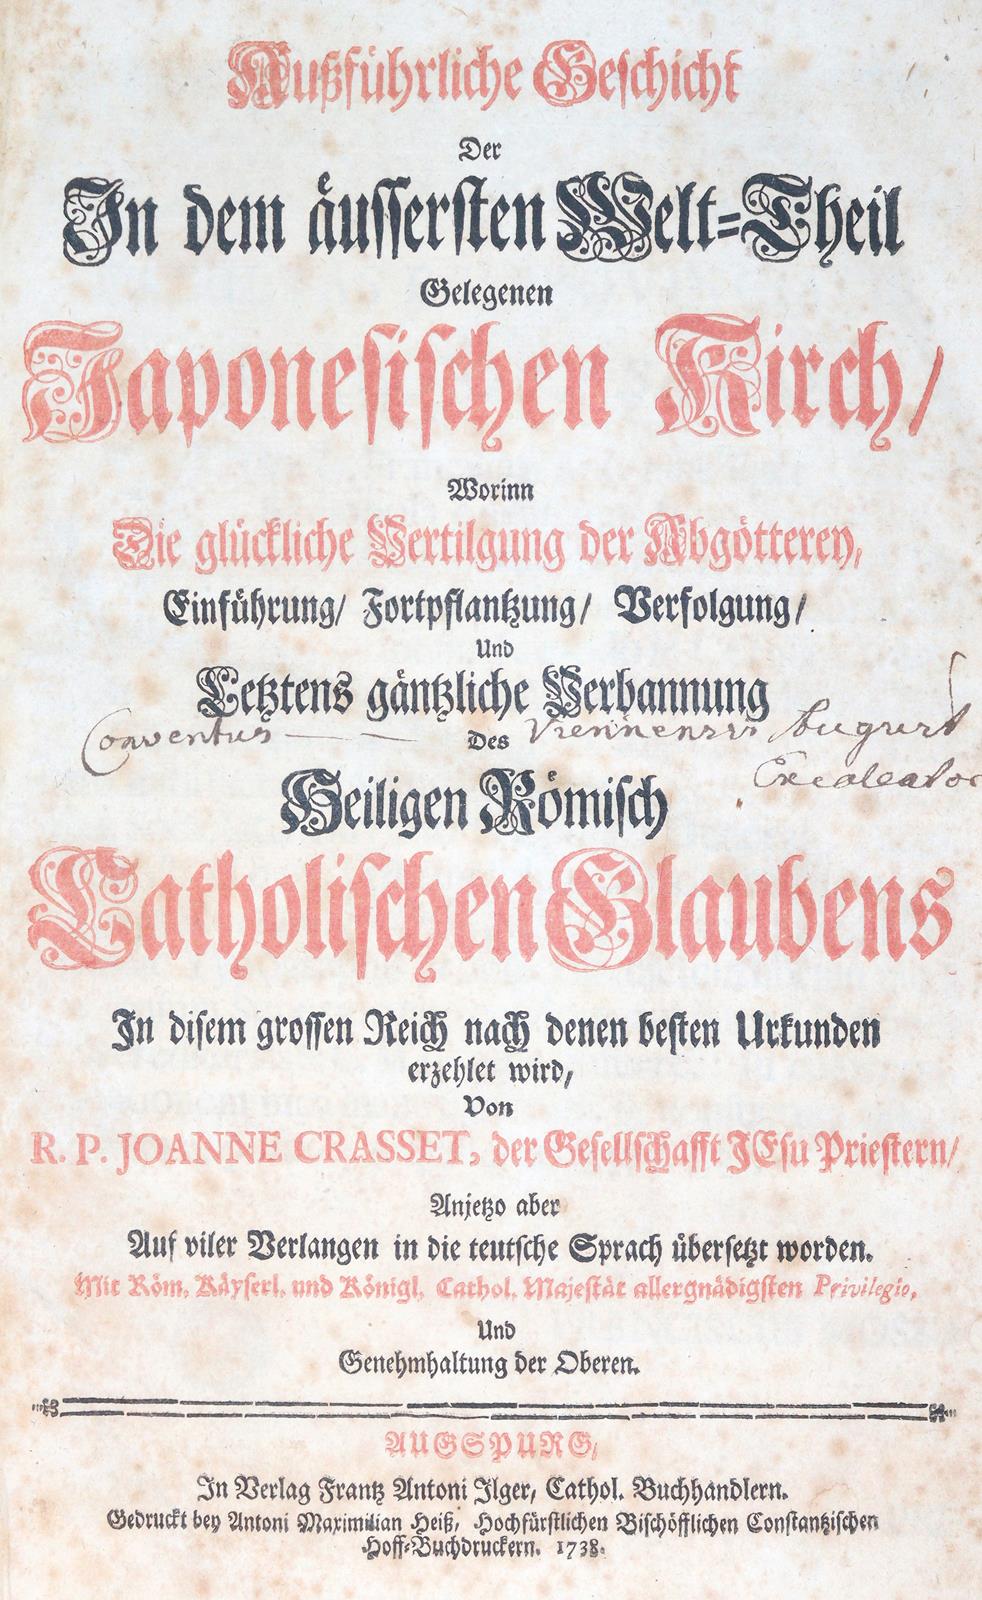 Außführliche Geschicht
Der
In dem äussersten Welt-Theil
Gelegenen
Japonesischen Kirch/
Worinn
Die glückliche Vertilgung der Abgötterey,
Einführung/ Fortpflantzung/ Verfolgung/
Und
Letztens gäntzliche Verbannung
Conventus Viennensis August
Des
Excalceator
Heiligen Römisch
Catholischen Glaubens
In disem grossen Reich nach denen besten Urkunden
erzehlet wird,
Von
R. P. JOANNE CRASSET, der Gesellschafft JEsu Priestern/
Anjetzo aber
Auf viler Verlangen in die teutsche Sprach übersetzt worden.
Mit Röm. Käyserl. und Königl. Cathol. Majestät allergnädigsten Privilegio,
Und
Genehmhaltung der Oberen.
AUGSPURG,
In Verlag Frantz Antoni Ilger, Cathol. Buchhandlern.
Gedruckt bey Antoni Maximilian Heiß, Hochfürstlichen Bischöfflichen Constantzischen
Hoff-Buchdruckern. 1738.